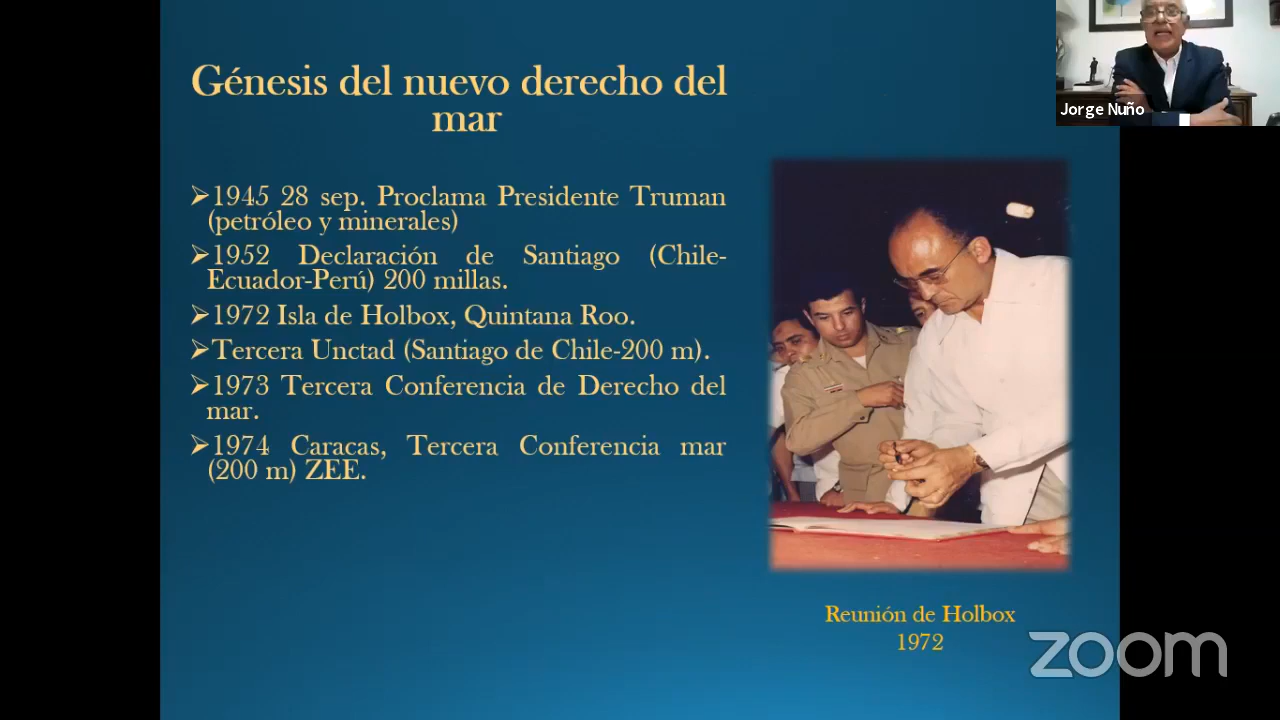 Génesis del nuevo derecho del
mar
➢1945 28 sep. Proclama Presidente Truman
(petróleo y minerales)
➢1952 Declaración de Santiago (Chile-
Ecuador-Perú) 200 millas.
➢1972 Isla de Holbox, Quintana Roo.
➢Tercera Unctad (Santiago de Chile-200 m).
➢1973 Tercera Conferencia de Derecho del
mar.
➢1974 Caracas, Tercera Conferencia mar
(200 m) ZEE.
Jorge Nuño
Reunión de Holbox
1972
zoom